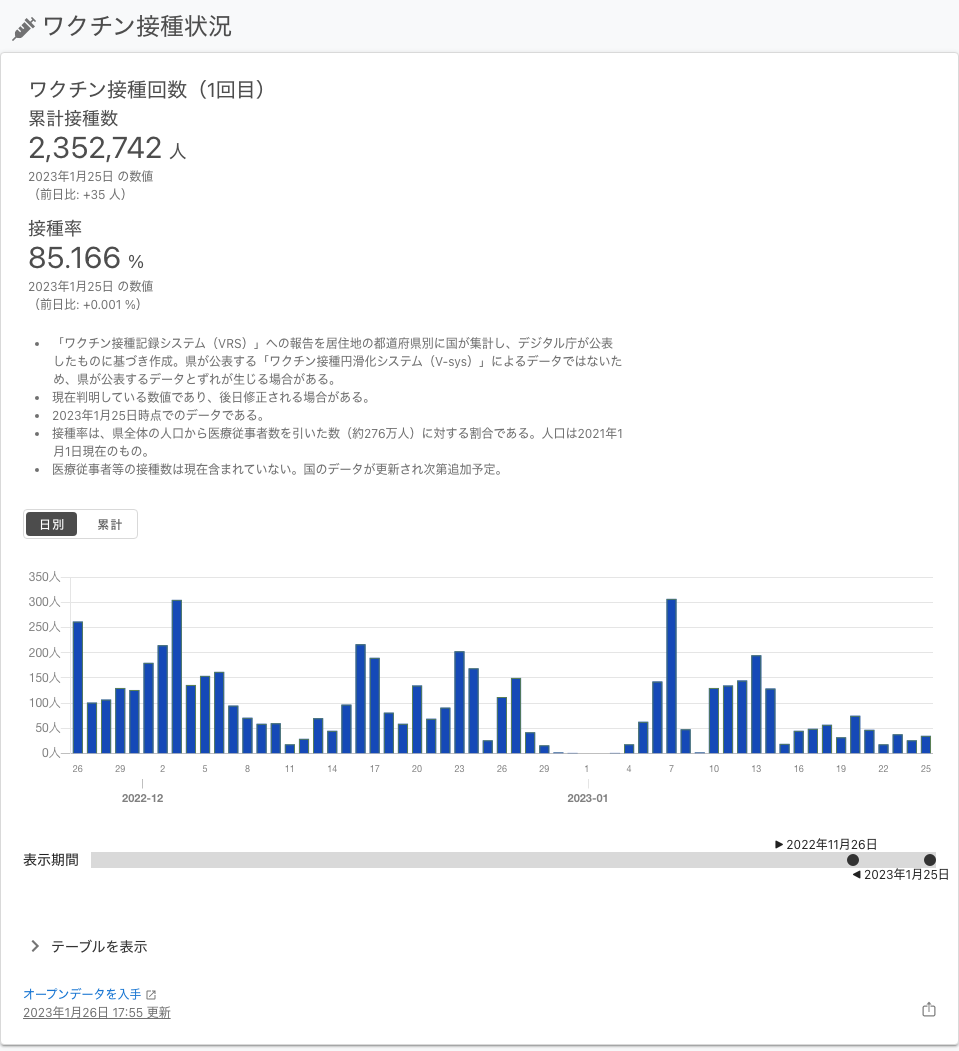 ワクチン接種状況
ワクチン接種回数（1回目）
累計接種数
2,352,742 人
2023年1月25日 の数値
（前日比: +35 人）
接種率
85.166 %
2023年1月25日 の数値
（前日比: +0.001 %）
• 「ワクチン接種記録システム（VRS）」への報告を居住地の都道府県別に国が集計し、デジタル庁が公表
したものに基づき作成。県が公表する「ワクチン接種円滑化システム（V-sys）」によるデータではないた
め、県が公表するデータとずれが生じる場合がある。
• 現在判明している数値であり、後日修正される場合がある。
• 2023年1月25日時点でのデータである。
• 接種率は、県全体の人口から医療従事者数を引いた数（約276万人）に対する割合である。人口は2021年1
月1日現在のもの。
• 医療従事者等の接種数は現在含まれていない。国のデータが更新され次第追加予定。
日別 累計
350人
300人
250人
200人
150人
100人
50人
0人
26 29 2 5 8 11 14 17 20 23 26 29 1 4 7 10 13 16 19 22 25
2022-12 2023-01
▶ 2022年11月26日
表示期間
◀ 2023年1月25日
テーブルを表示
オープンデータを入手
2023年1月26日 17:55 更新